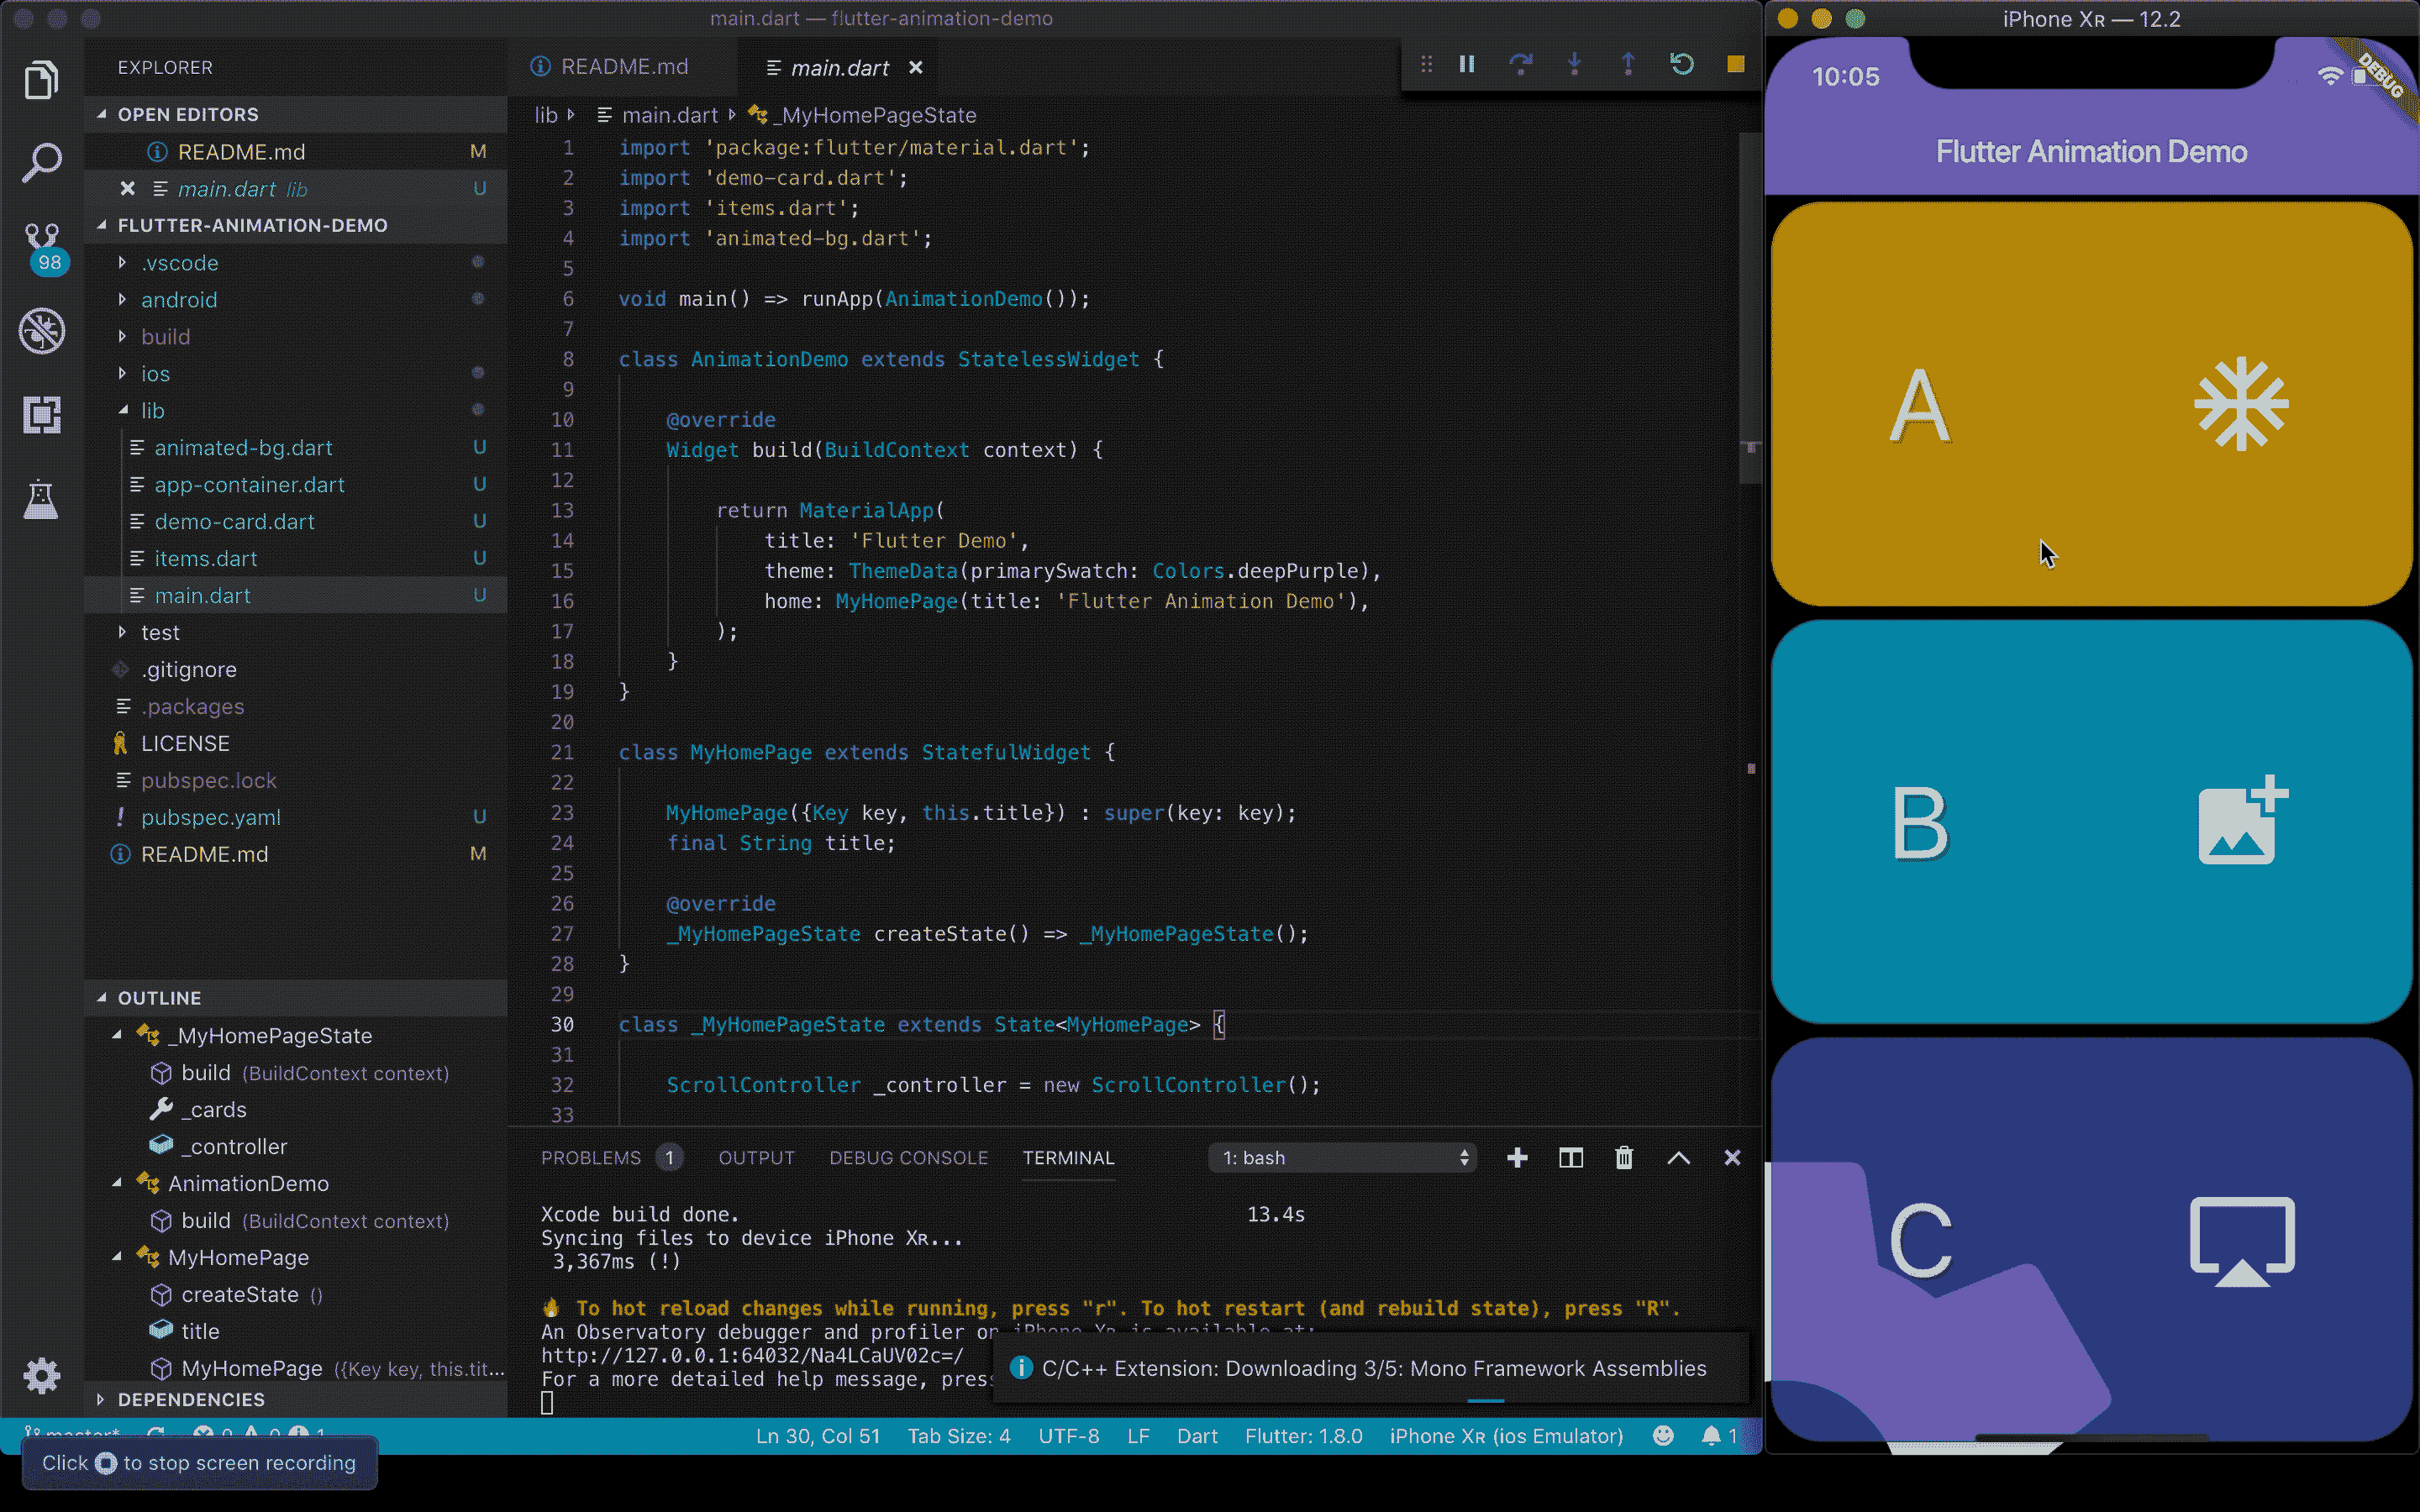 main.dart — flutter-animation-demo
EXPLORER
OPEN EDITORS
README.md M
main.dart lib U
FLUTTER-ANIMATION-DEMO
98
.vscode
android
build
ios
lib
animated-bg.dart U
app-container.dart U
demo-card.dart U
items.dart U
main.dart U
test
.gitignore
.packages
LICENSE
pubspec.lock
pubspec.yaml U
README.md M
OUTLINE
_MyHomePageState
build (BuildContext context)
_cards
_controller
AnimationDemo
build (BuildContext context)
MyHomePage
createState ()
title
MyHomePage ({Key key, this.tit...
DEPENDENCIES
README.md main.dart
lib main.dart _MyHomePageState
1 import 'package:flutter/material.dart';
2 import 'demo-card.dart';
3 import 'items.dart';
4 import 'animated-bg.dart';
5
6 void main() => runApp(AnimationDemo());
7
8 class AnimationDemo extends StatelessWidget {
9
10 @override
11 Widget build(BuildContext context) {
12
13 return MaterialApp(
14 title: 'Flutter Demo',
15 theme: ThemeData(primarySwatch: Colors.deepPurple),
16 home: MyHomePage(title: 'Flutter Animation Demo'),
17 );
18 }
19 }
20
21 class MyHomePage extends StatefulWidget {
22
23 MyHomePage({Key key, this.title}) : super(key: key);
24 final String title;
25
26 @override
27 _MyHomePageState createState() => _MyHomePageState();
28 }
29
30 class _MyHomePageState extends State<MyHomePage> {
31
32 ScrollController _controller = new ScrollController();
33
PROBLEMS 1 OUTPUT DEBUG CONSOLE TERMINAL 1: bash
Xcode build done. 13.4s
Syncing files to device iPhone Xʀ...
3,367ms (!)
🔥 To hot reload changes while running, press "r". To hot restart (and rebuild state), press "R".
An Observatory debugger and profiler on iPhone Xʀ is available at:
http://127.0.0.1:64032/Na4LCaUV02c=/
For a more detailed help message, press
C/C++ Extension: Downloading 3/5: Mono Framework Assemblies
master* 0 0 1 Ln 30, Col 51 Tab Size: 4 UTF-8 LF Dart Flutter: 1.8.0 iPhone Xʀ (ios Emulator) 1
Click to stop screen recording
iPhone Xʀ — 12.2
10:05
DEBUG
Flutter Animation Demo
A
B
C